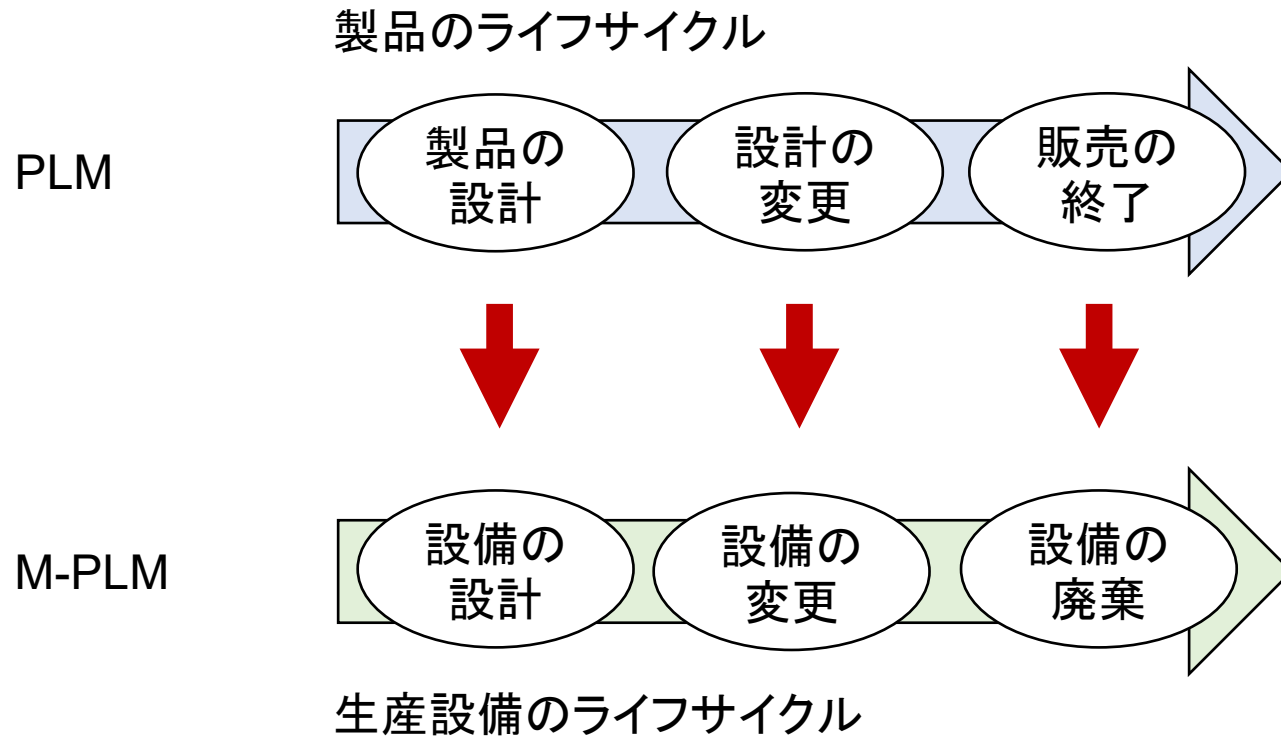 製品のライフサイクル
PLM
製品の
設計
設計の
変更
販売の
終了
M-PLM
設備の
設計
設備の
変更
設備の
廃棄
生産設備のライフサイクル